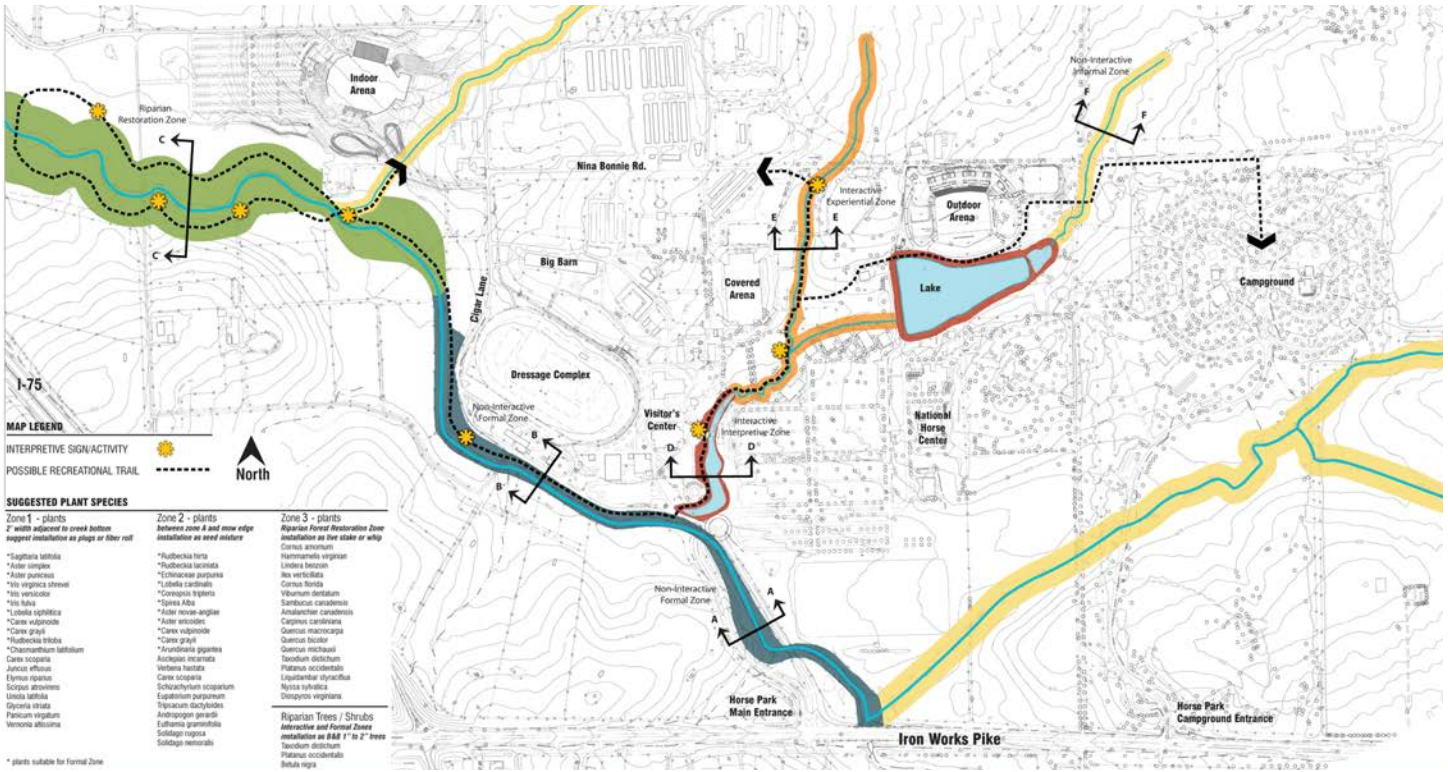 Indoor
Arena
Non-Interactive
Informal Zone
F
F
Riparian
Restoration Zone
C
C
Nina Bonnie Rd.
Interactive
Experiential Zone
E
E
Outdoor
Arena
Big Barn
Covered
Arena
Lake
Campground
Cigar Lane
Dressage Complex
I-75
Non-Interactive
Formal Zone
B
B
Visitor's
Center
Interactive
Interpretive Zone
D
D
National
Horse
Center
MAP LEGEND
INTERPRETIVE SIGN/ACTIVITY
POSSIBLE RECREATIONAL TRAIL
North
SUGGESTED PLANT SPECIES
Zone 1 - plants
2' width adjacent to creek bottom
suggest installation as plugs or fiber roll
*Sagittaria latifolia
*Aster simplex
*Aster puniceus
*Iris virginica shrevei
*Iris versicolor
*Iris fulva
*Lobelia siphilitica
*Carex vulpinoide
*Carex grayii
*Rudbeckia triloba
*Chasmanthium latifolium
Carex scoparia
Juncus effusus
Elymus riparius
Scirpus atrovirens
Uniola latifolia
Glyceria striata
Panicum virgatum
Vernonia altissima
* plants suitable for Formal Zone
Zone 2 - plants
between zone A and mow edge
installation as seed mixture
*Rudbeckia hirta
*Rudbeckia laciniata
*Echinaceae purpurea
*Lobelia cardinalis
*Coreopsis tripteris
*Spirea Alba
*Aster novae-angliae
*Aster ericoides
*Carex vulpinoide
*Carex grayii
*Arundinaria gigantea
Asclepias incarnata
Verbena hastata
Carex scoparia
Schizachyrium scoparium
Eupatorium purpureum
Tripsacum dactyloides
Andropogon gerardii
Euthamia graminifolia
Solidago rugosa
Solidago nemoralis
Zone 3 - plants
Riparian Forest Restoration Zone
installation as live stake or whip
Cornus amomum
Hammamelis virginian
Lindera benzoin
Ilex verticillata
Cornus florida
Viburnum dentatum
Sambucus canadensis
Amalanchier canadensis
Carpinus caroliniana
Quercus macrocarpa
Quercus bicolor
Quercus michauxii
Taxodium distichum
Platanus occidentalis
Liquidambar styraciflua
Nyssa sylvatica
Diospyros virginiana
Riparian Trees / Shrubs
Interactive and Formal Zones
installation as B&B 1" to 2" trees
Taxodium distichum
Platanus occidentalis
Betula nigra
Non-Interactive
Formal Zone
A
A
Horse Park
Main Entrance
Iron Works Pike
Horse Park
Campground Entrance